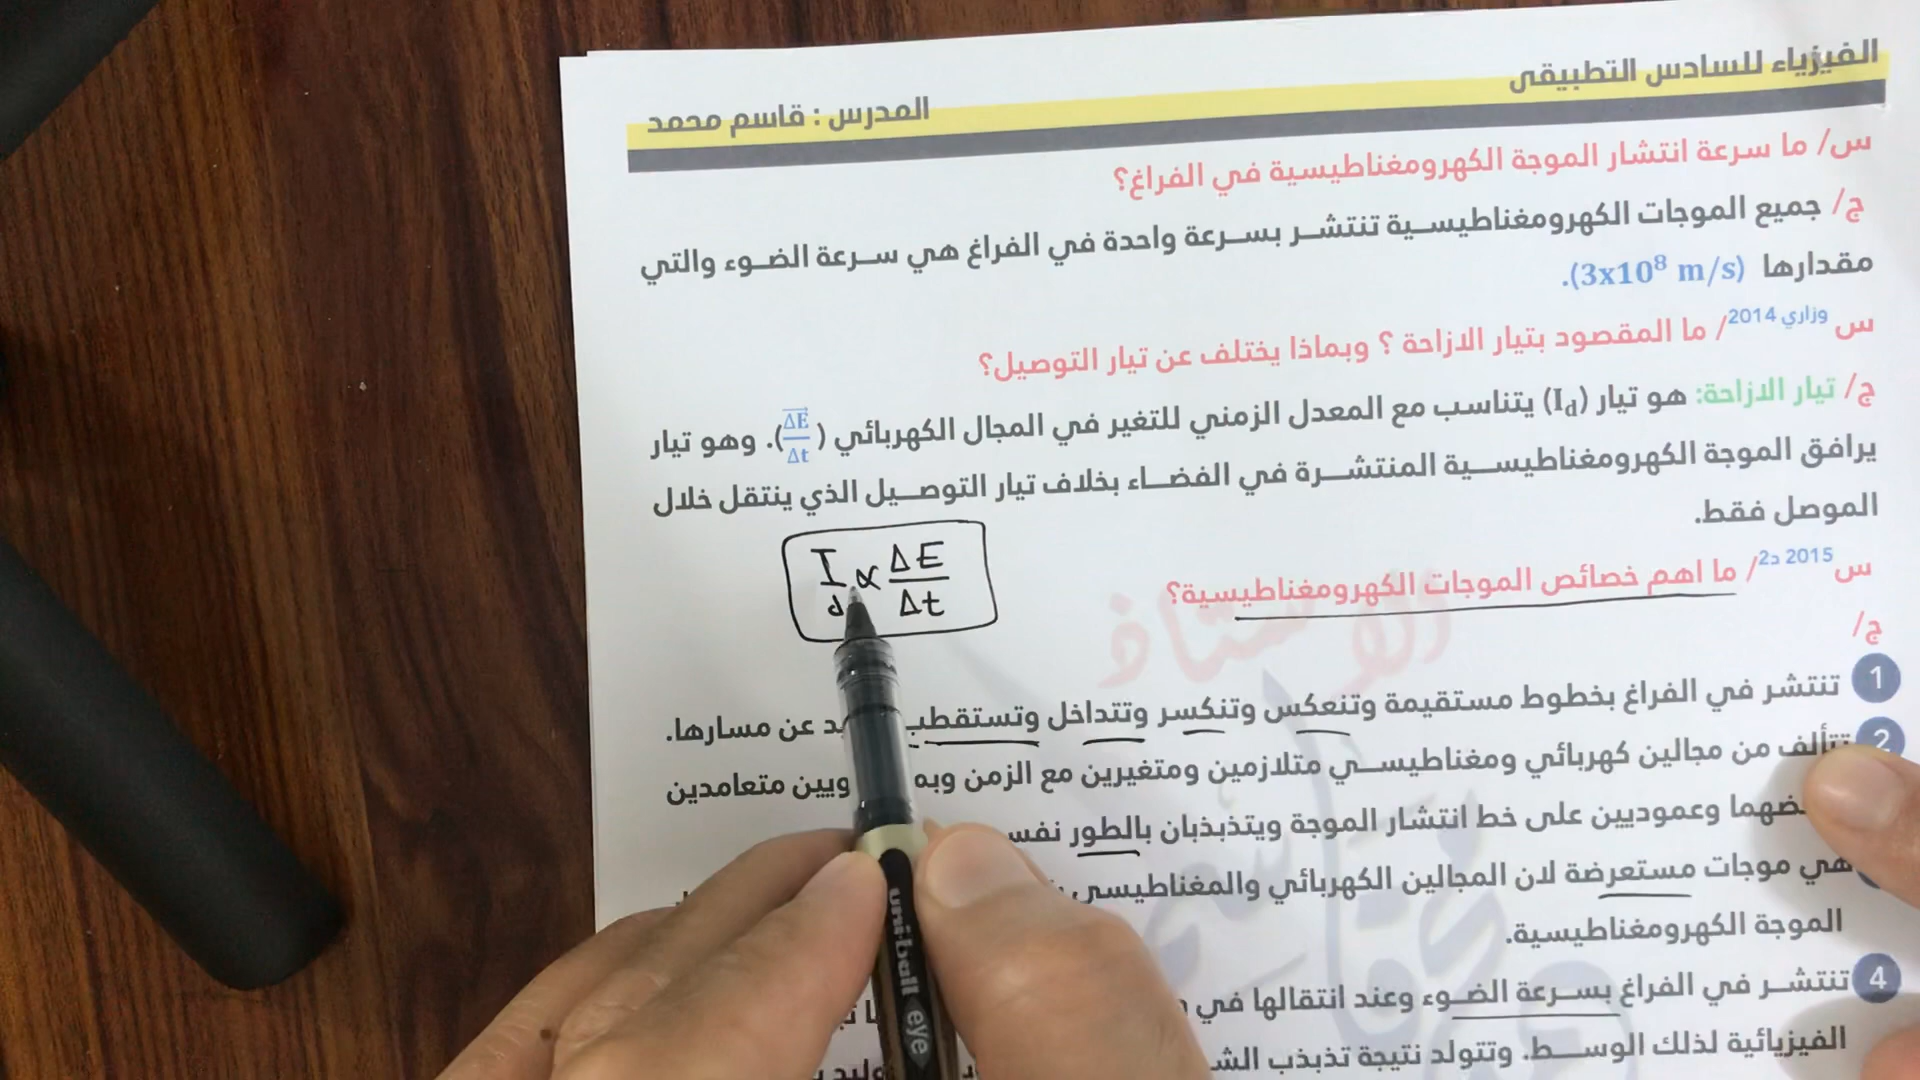 الفيزياء للسادس التطبيقي
المدرس : قاسم محمد
س/ ما سرعة انتشار الموجة الكهرومغناطيسية في الفراغ؟
ج/ جميع الموجات الكهرومغناطيسية تنتشر بسرعة واحدة في الفراغ هي سرعة الضوء والتي
مقدارها (3x10⁸ m/s).
س وزاري 2014/ ما المقصود بتيار الازاحة ؟ وبماذا يختلف عن تيار التوصيل؟
ج/ تيار الازاحة: هو تيار (I_d) يتناسب مع المعدل الزمني للتغير في المجال الكهربائي (ΔE/Δt). وهو تيار
يرافق الموجة الكهرومغناطيسية المنتشرة في الفضاء بخلاف تيار التوصيل الذي ينتقل خلال
الموصل فقط.
I_d ∝ ΔE/Δt
س 2015 د2/ ما اهم خصائص الموجات الكهرومغناطيسية؟
ج/
1 تنتشر في الفراغ بخطوط مستقيمة وتنعكس وتنكسر وتتداخل وتستقطب عن مسارها.
2 تتألف من مجالين كهربائي ومغناطيسي متلازمين ومتغيرين مع الزمن متعامدين
وعموديين على خط انتشار الموجة ويتذبذبان بالطور
هي موجات مستعرضة لان المجالين الكهربائي والمغناطيسي
الموجة الكهرومغناطيسية.
4 تنتشر في الفراغ بسرعة الضوء وعند انتقالها في
الفيزيائية لذلك الوسط. وتتولد نتيجة تذبذب
الاستاذ
قاسم محمد
uni-ball eye